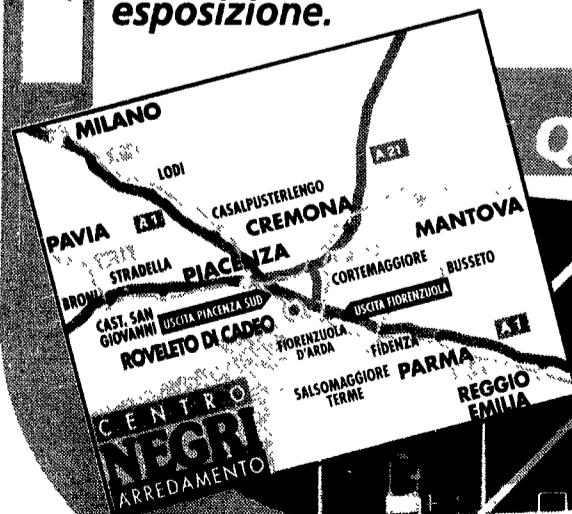 esposizione.
Q
MILANO
LODI
A 21
CASALPUSTERLENGO
CREMONA
MANTOVA
PAVIA
A 1
STRADELLA
PIACENZA
CORTEMAGGIORE
BUSSETO
BRONI
CAST. SAN
GIOVANNI
USCITA PIACENZA SUD
USCITA FIORENZUOLA
ROVELETO DI CADEO
FIORENZUOLA
D'ARDA
FIDENZA
A 1
SALSOMAGGIORE
TERME
PARMA
REGGIO
EMILIA
CENTRO
NEGRI
ARREDAMENTO